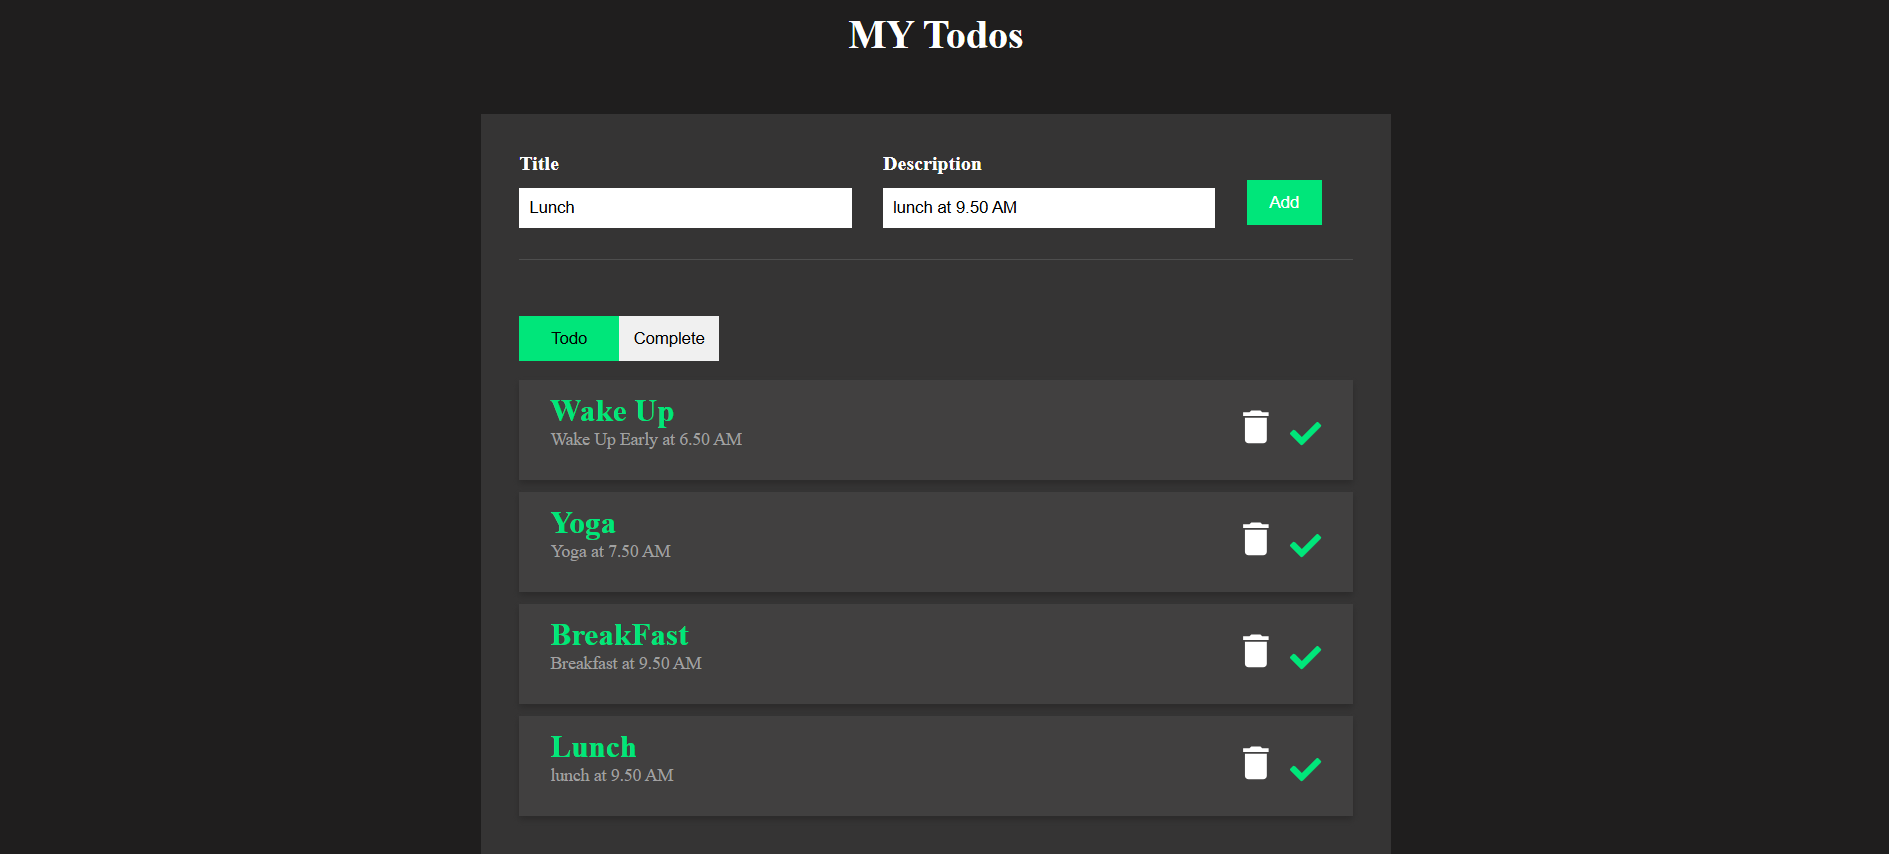 MY Todos
Title
Description
Lunch
lunch at 9.50 AM
Add
Todo
Complete
Wake Up
Wake Up Early at 6.50 AM
Yoga
Yoga at 7.50 AM
BreakFast
Breakfast at 9.50 AM
Lunch
lunch at 9.50 AM